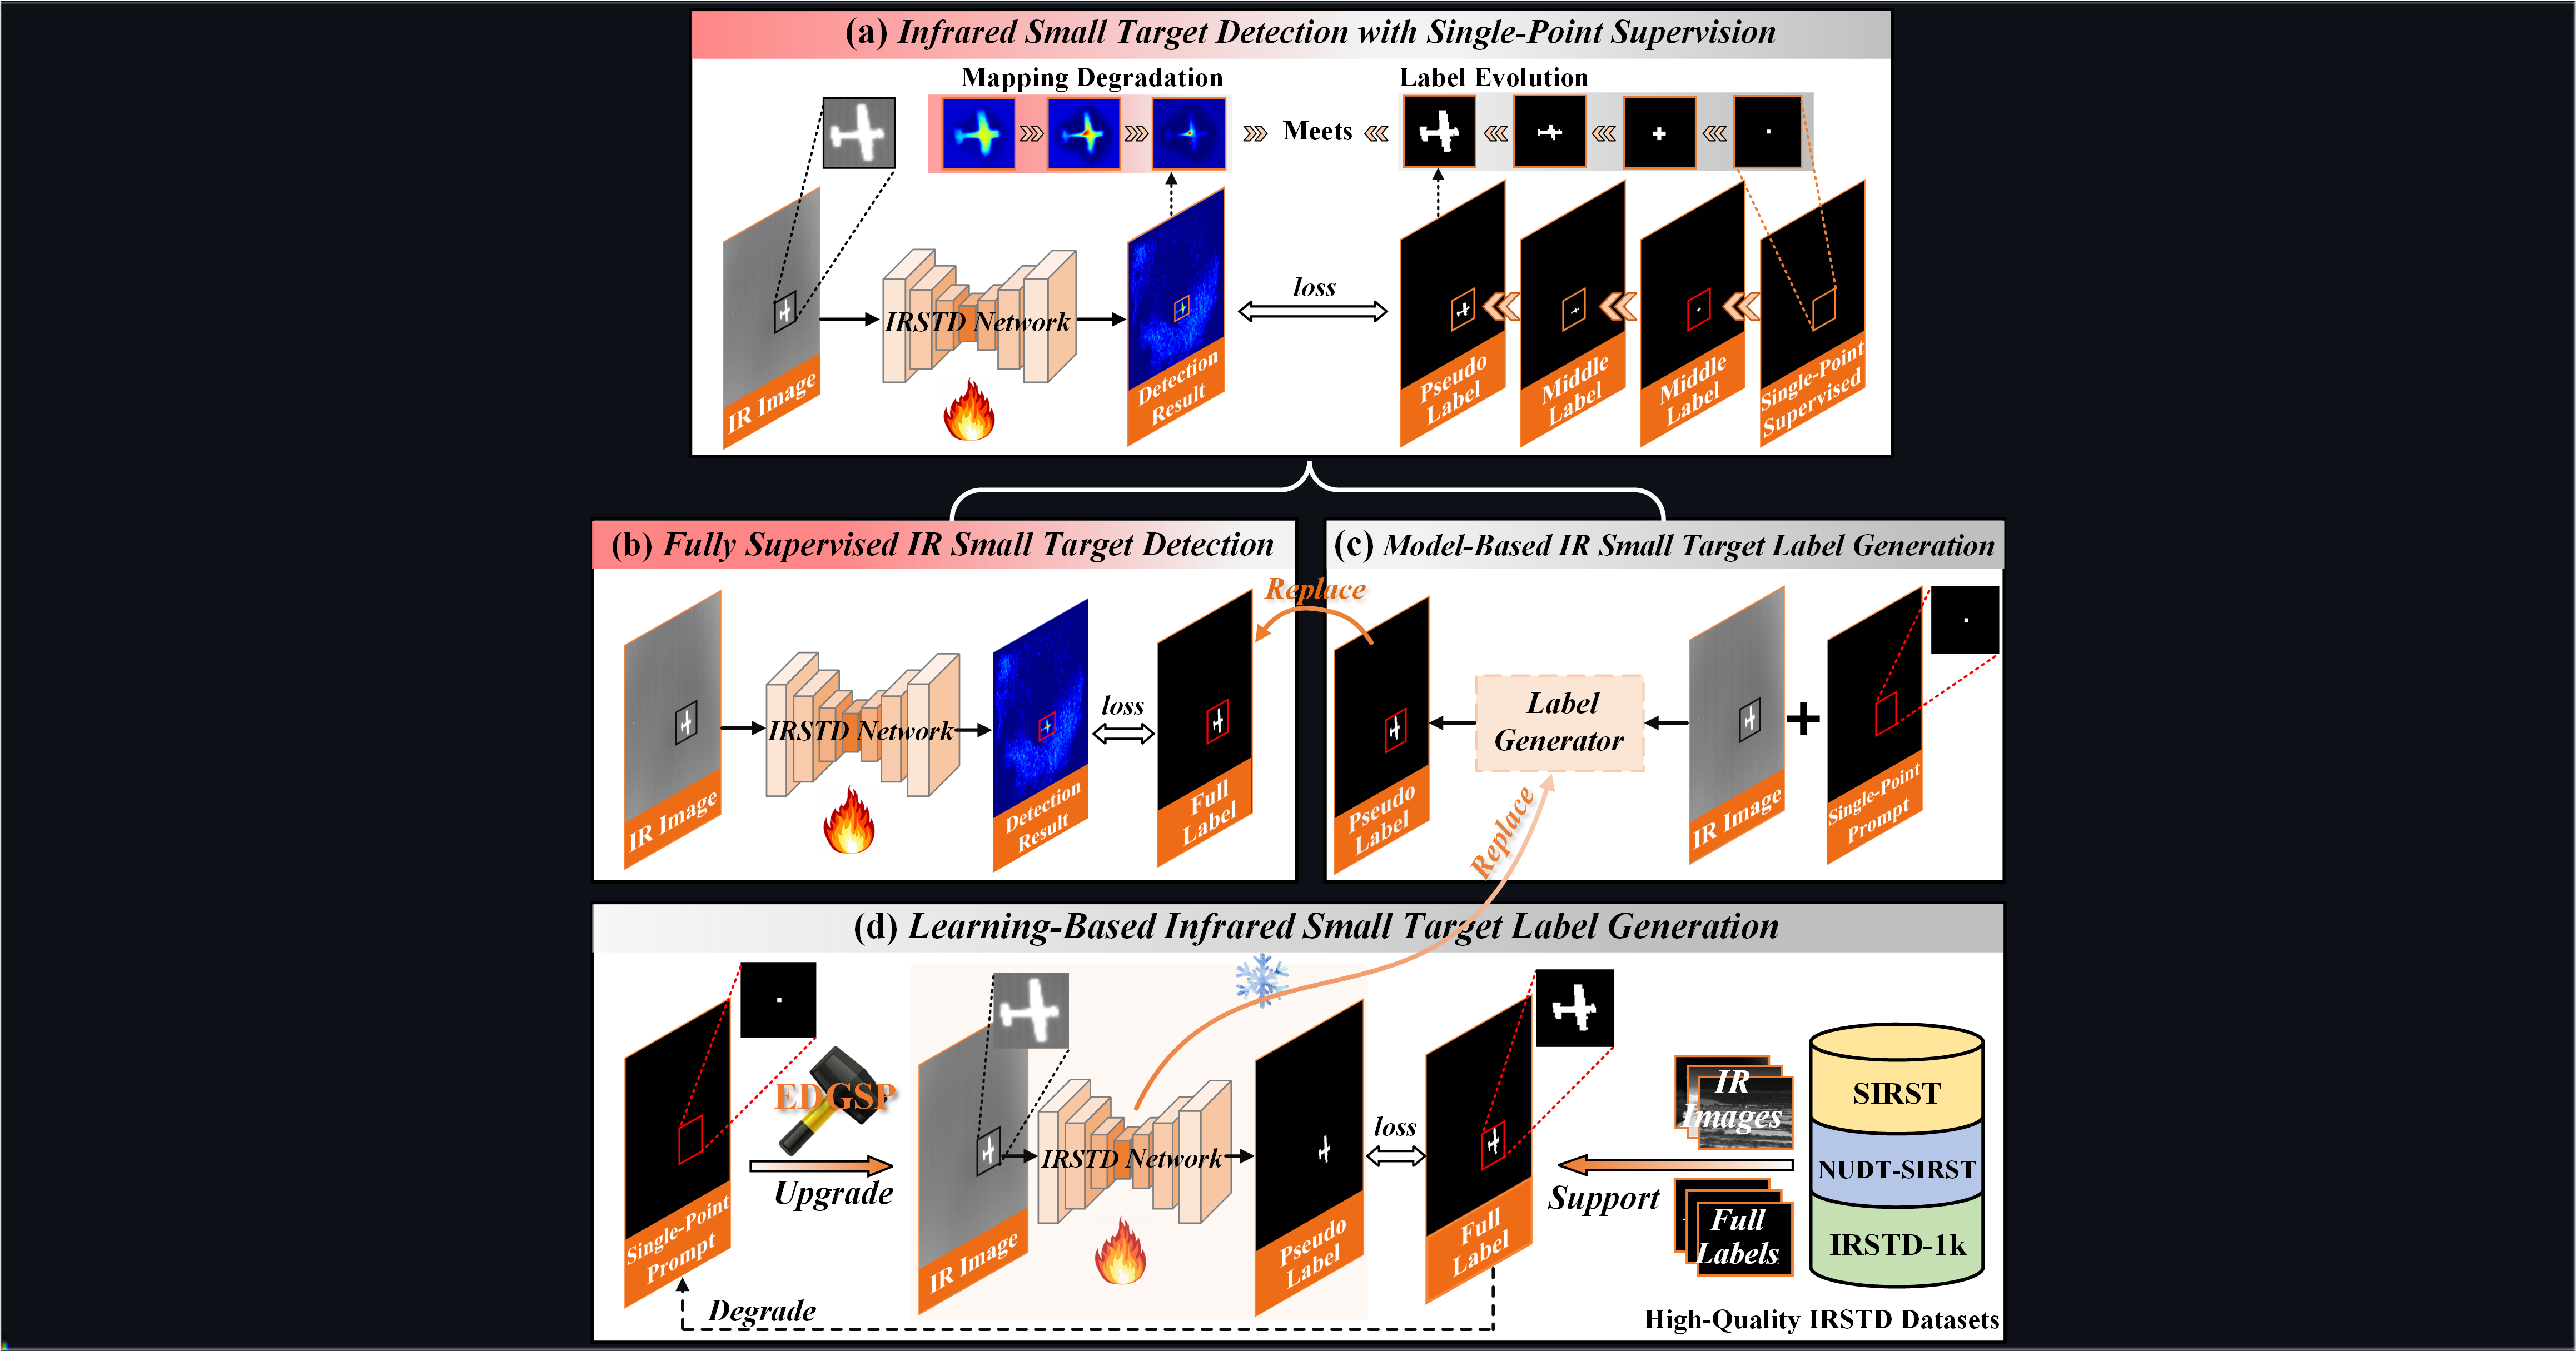 (a) Infrared Small Target Detection with Single-Point Supervision
Mapping Degradation
Label Evolution
Meets
IR Image
IRSTD Network
Detection
Result
loss
Pseudo
Label
Middle
Label
Middle
Label
Single-Point
Supervised
(b) Fully Supervised IR Small Target Detection
IR Image
IRSTD Network
Detection
Result
loss
Full
Label
Replace
(c) Model-Based IR Small Target Label Generation
Pseudo
Label
Label
Generator
IR Image
+
Single-Point
Prompt
Replace
(d) Learning-Based Infrared Small Target Label Generation
Single-Point
Prompt
EDGSP
Upgrade
IR Image
IRSTD Network
Pseudo
Label
loss
Full
Label
Degrade
Support
IR
Images
Full
Labels
SIRST
NUDT-SIRST
IRSTD-1k
High-Quality IRSTD Datasets